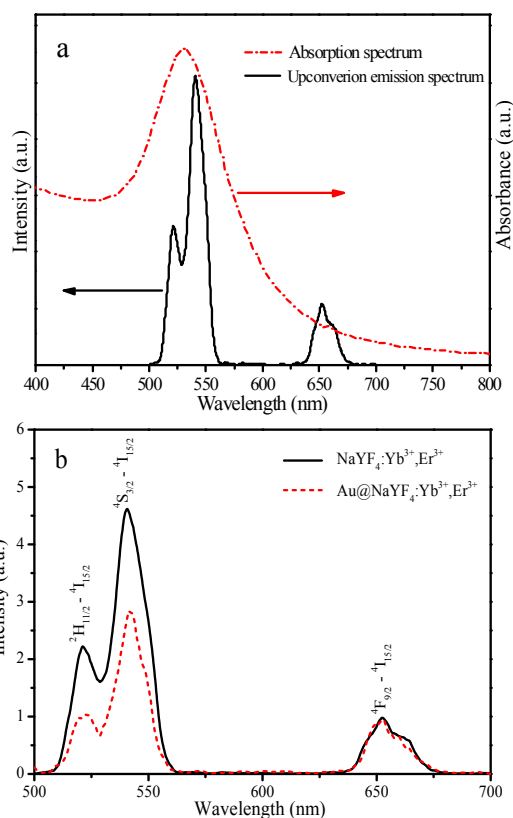 a
Absorption spectrum
Upconverion emission spectrum
Intensity (a.u.)
Absorbance (a.u.)
400 450 500 550 600 650 700 750 800
Wavelength (nm)
b
NaYF₄:Yb³⁺,Er³⁺
Au@NaYF₄:Yb³⁺,Er³⁺
²H₁₁/₂ - ⁴I₁₅/₂
⁴S₃/₂ - ⁴I₁₅/₂
⁴F₉/₂ - ⁴I₁₅/₂
6
5
4
3
2
1
0
(a.u.)
500 550 600 650 700
Wavelength (nm)